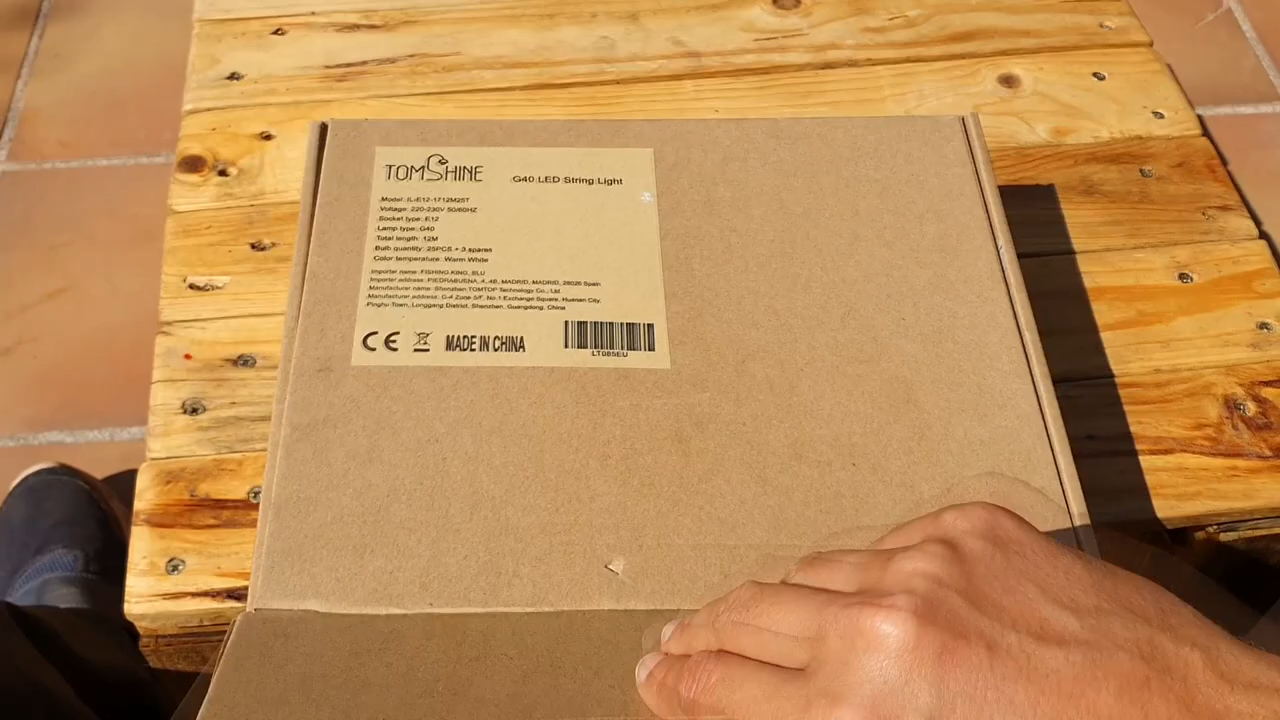 TOMSHINE
G40 LED String Light
Model: IL-E12-1712M25T
Voltage: 220-230V 50/60HZ
Socket type: E12
Lamp type: G40
Total length: 12M
Bulb quantity: 25PCS + 3 spares
Color temperature: Warm White
Importer name: FISHING KING, SLU
Importer address: PIEDRABUENA, 4, 4B, MADRID, MADRID, 28026 Spain
Manufacturer name: Shenzhen TOMTOP Technology Co., Ltd.
Manufacturer address: G-4 Zone 5/F, No.1 Exchange Square, Huanan City,
Pinghu Town, Longgang District, Shenzhen, Guangdong, China
CE MADE IN CHINA
LT085EU